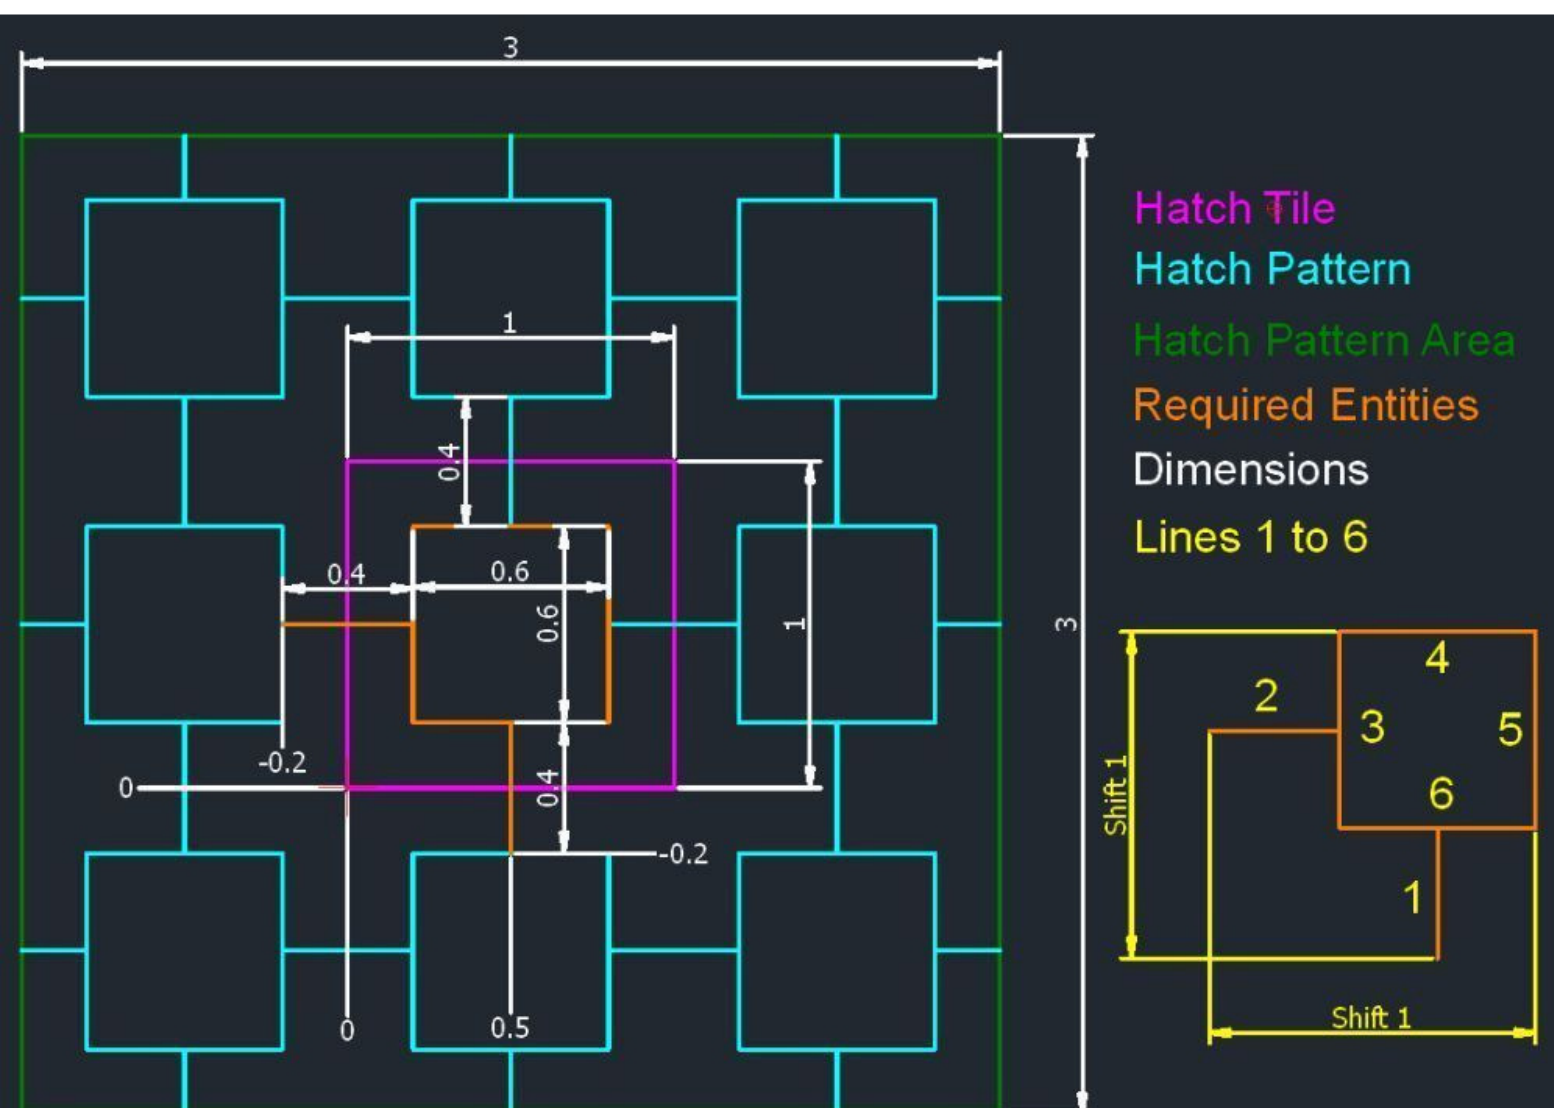 3
Hatch Tile
Hatch Pattern
1
Hatch Pattern Area
Required Entities
0.4
Dimensions
Lines 1 to 6
0.4
0.6
0.6
1
3
4
2
3
5
-0.2
0
0.4
6
Shift 1
-0.2
1
0
0.5
Shift 1